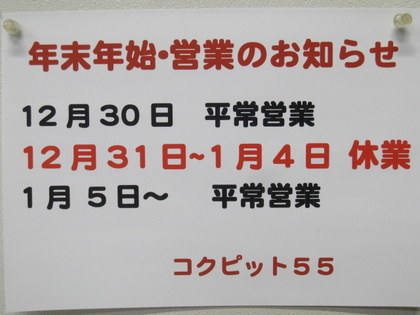 年末年始・営業のお知らせ
12月30日 平常営業
12月31日~1月4日 休業
1月 5日～ 平常営業
コクピット55